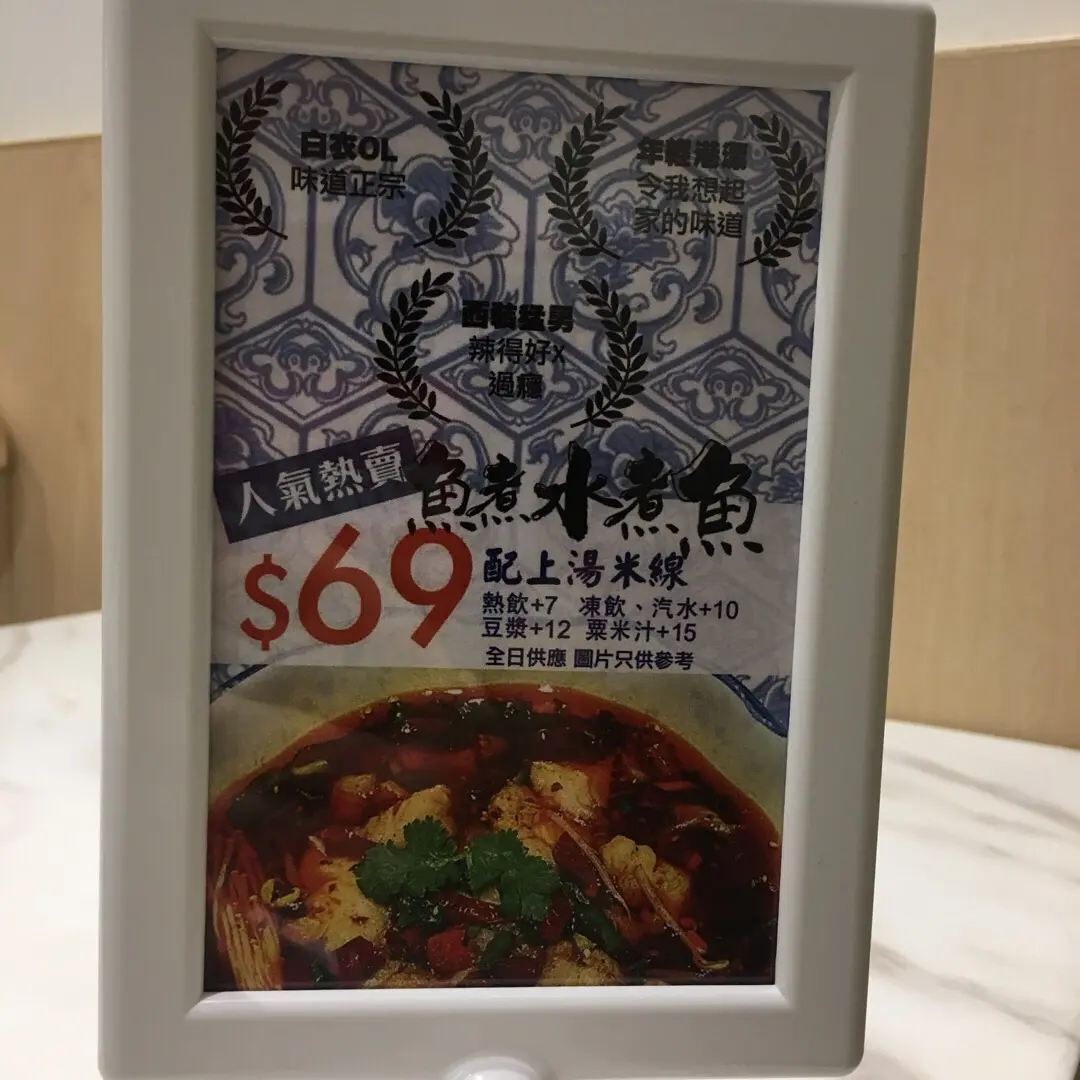 白衣OL
味道正宗
年輕港漂
令我想起
家的味道
西裝猛男
辣得好x
過癮
人氣熱賣
魚煮水煮魚
$69
配上湯米線
熱飲+7 凍飲、汽水+10
豆漿+12 粟米汁+15
全日供應 圖片只供參考